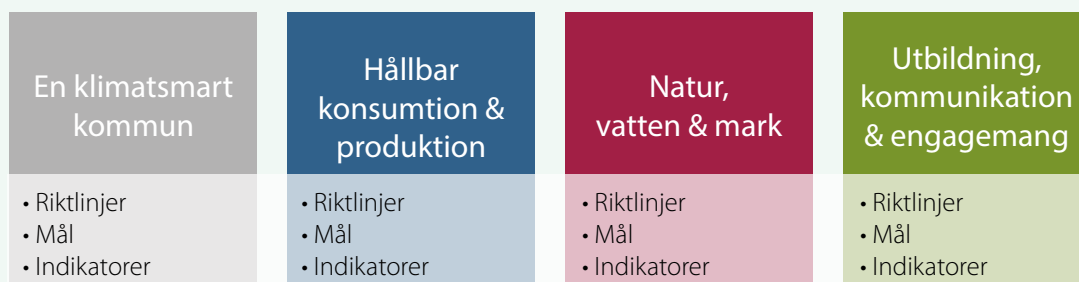 En klimatsmart
kommun
• Riktlinjer
• Mål
• Indikatorer
Hållbar
konsumtion &
produktion
• Riktlinjer
• Mål
• Indikatorer
Natur,
vatten & mark
• Riktlinjer
• Mål
• Indikatorer
Utbildning,
kommunikation
& engagemang
• Riktlinjer
• Mål
• Indikatorer